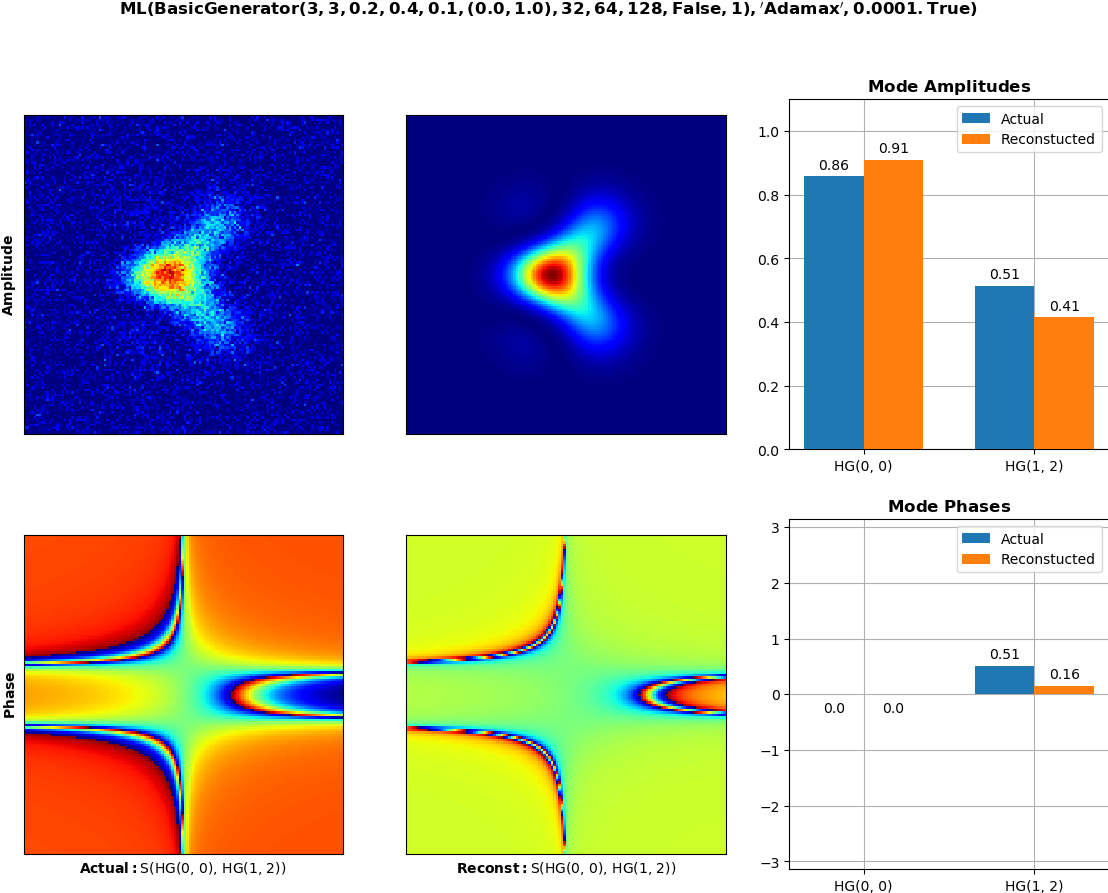 ML(BasicGenerator(3, 3, 0.2, 0.4, 0.1, (0.0, 1.0), 32, 64, 128, False, 1), ′Adamax′, 0.0001. True)
Amplitude
Mode Amplitudes
Actual
Reconstucted
1.0
0.8
0.6
0.4
0.2
0.0
0.86
0.91
0.51
0.41
HG(0, 0)
HG(1, 2)
Phase
Actual: S(HG(0, 0), HG(1, 2))
Reconst: S(HG(0, 0), HG(1, 2))
Mode Phases
Actual
Reconstucted
3
2
1
0
−1
−2
−3
0.0
0.0
0.51
0.16
HG(0, 0)
HG(1, 2)